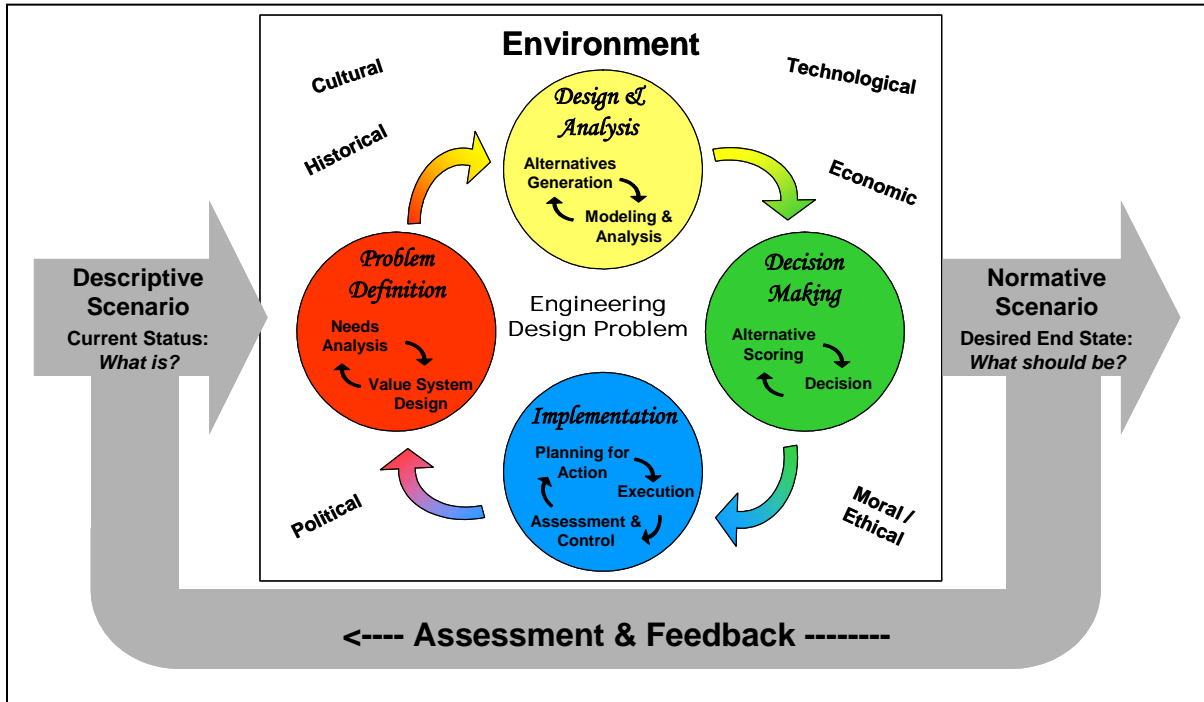 Environment
Cultural
Technological
Historical
Economic
Design &
Analysis
Alternatives
Generation
Modeling &
Analysis
Descriptive
Scenario
Current Status:
What is?
Problem
Definition
Needs
Analysis
Value System
Design
Engineering
Design Problem
Decision
Making
Alternative
Scoring
Decision
Normative
Scenario
Desired End State:
What should be?
Implementation
Planning for
Action
Execution
Assessment &
Control
Political
Moral /
Ethical
<---- Assessment & Feedback --------